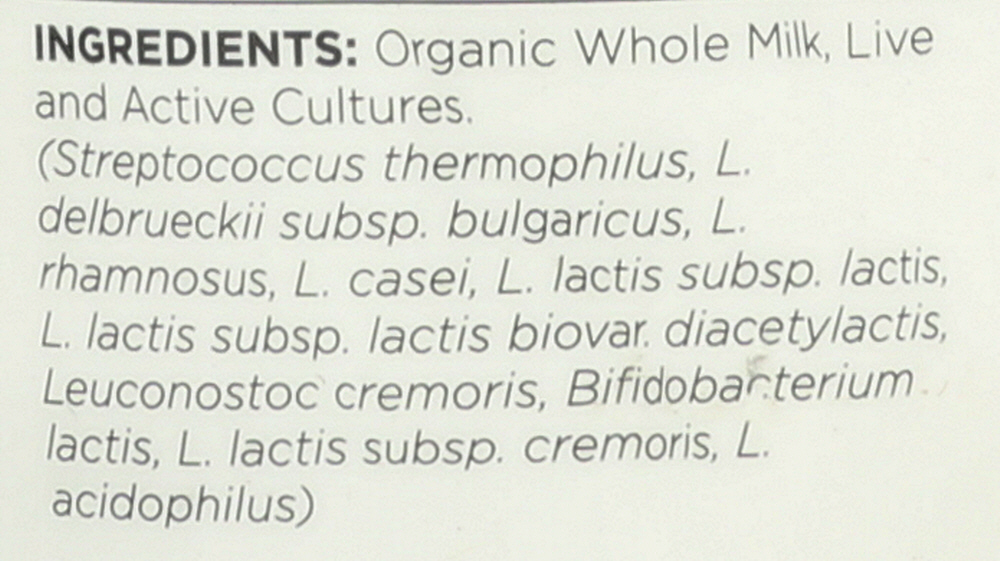 INGREDIENTS: Organic Whole Milk, Live
and Active Cultures.
(Streptococcus thermophilus, L.
delbrueckii subsp. bulgaricus, L.
rhamnosus, L. casei, L. lactis subsp. lactis,
L. lactis subsp. lactis biovar. diacetylactis,
Leuconostoc cremoris, Bifidobacterium
lactis, L. lactis subsp. cremoris, L.
acidophilus)